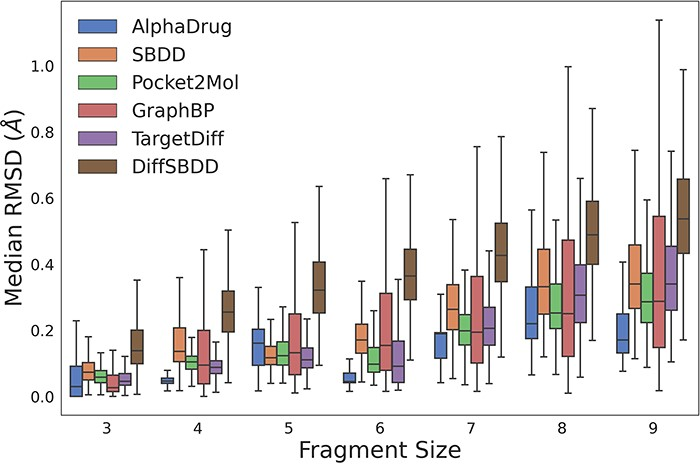 AlphaDrug
SBDD
Pocket2Mol
GraphBP
TargetDiff
DiffSBDD
Median RMSD (Å)
1.0
0.8
0.6
0.4
0.2
0.0
3 4 5 6 7 8 9
Fragment Size